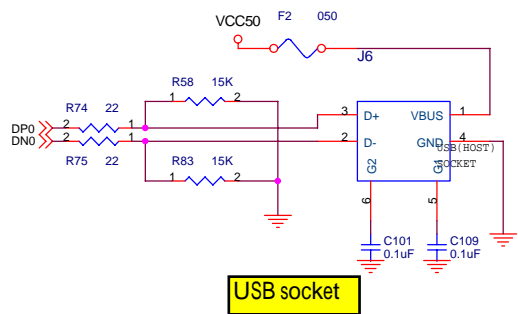 F2 050
VCC50
J6
R58 15K
1 2
R74 22
DP0 2 1
3 D+ VBUS 1
DN0 2 1
2 D- GND 4
R75 22
USB(HOST)
SOCKET
R83 15K
1 2
G2 G1
6 5
C101 C109
0.1uF 0.1uF
USB socket